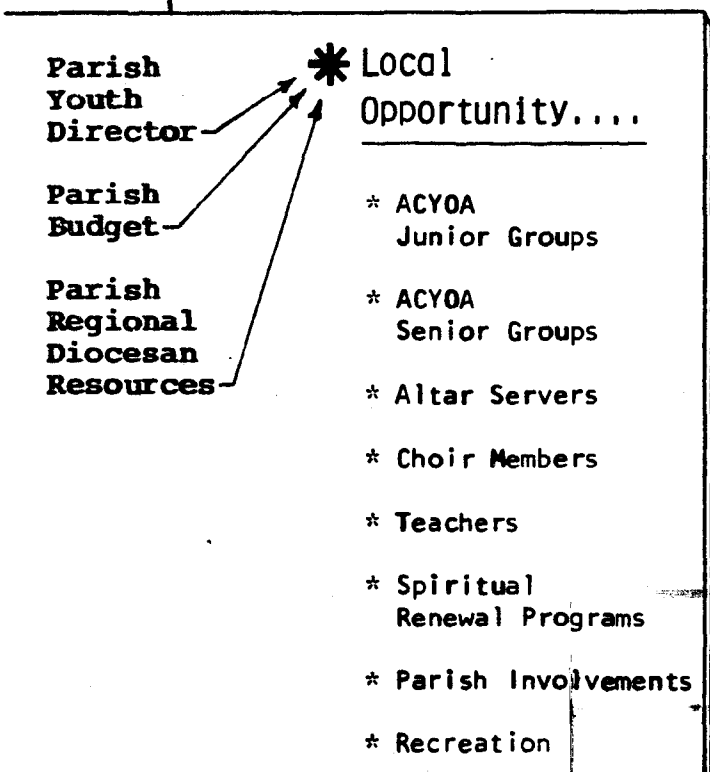 Parish
Youth
Director
Parish
Budget
Parish
Regional
Diocesan
Resources
* Local
Opportunity....
* ACYOA
Junior Groups
* ACYOA
Senior Groups
* Altar Servers
* Choir Members
* Teachers
* Spiritual
Renewal Programs
* Parish Involvements
* Recreation